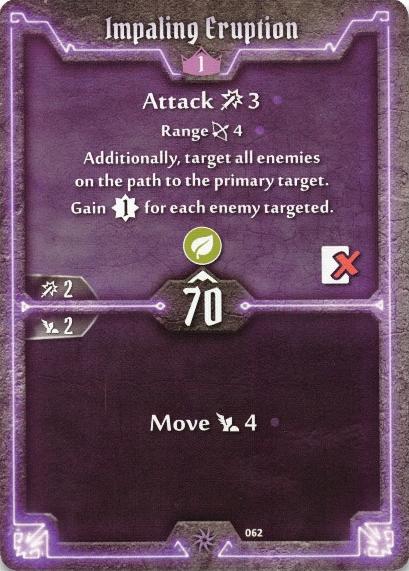 Impaling Eruption
1
Attack 3
Range 4
Additionally, target all enemies
on the path to the primary target.
Gain 1 for each enemy targeted.
2
70
2
Move 4
062